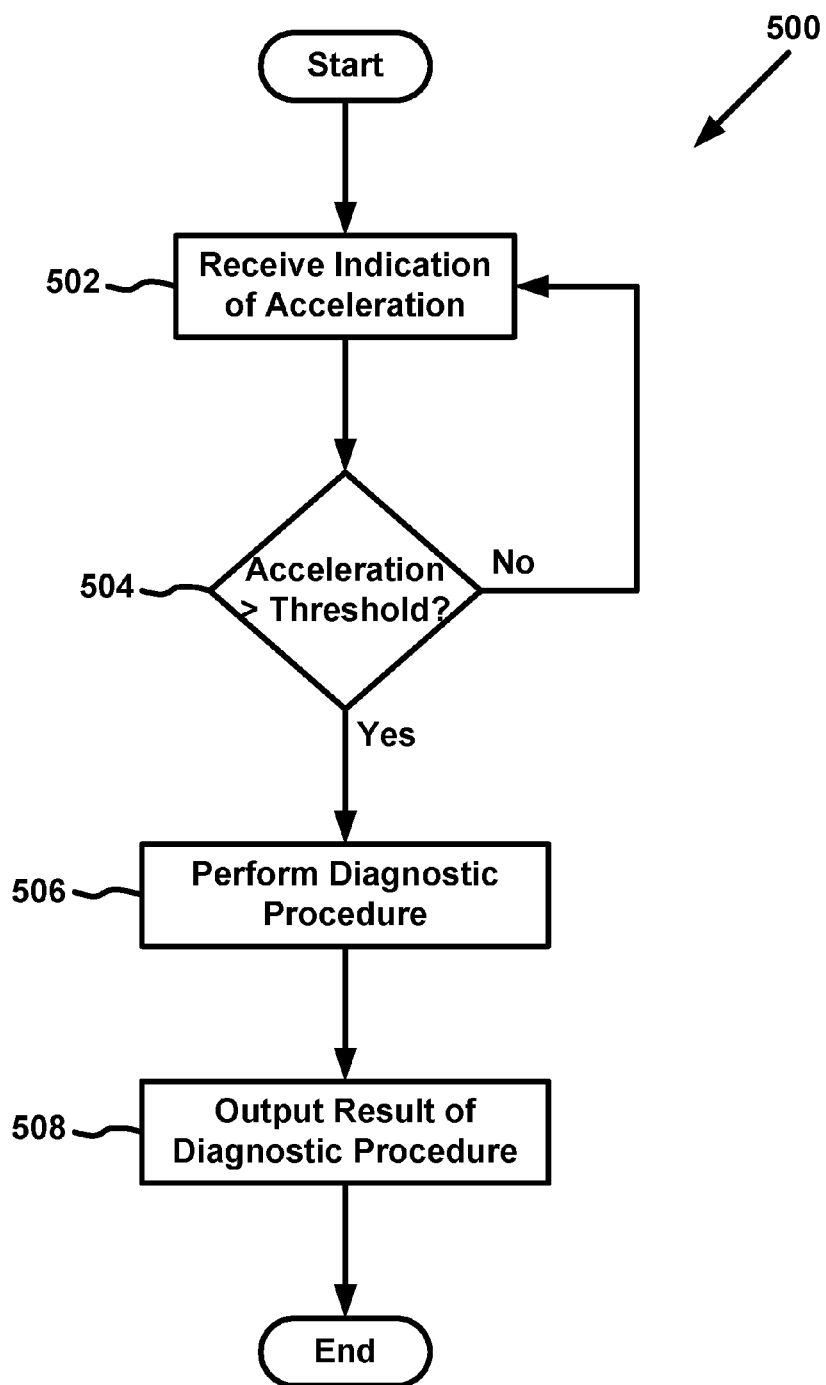 500
Start
502
Receive Indication
of Acceleration
504
Acceleration
> Threshold?
No
Yes
506
Perform Diagnostic
Procedure
508
Output Result of
Diagnostic Procedure
End